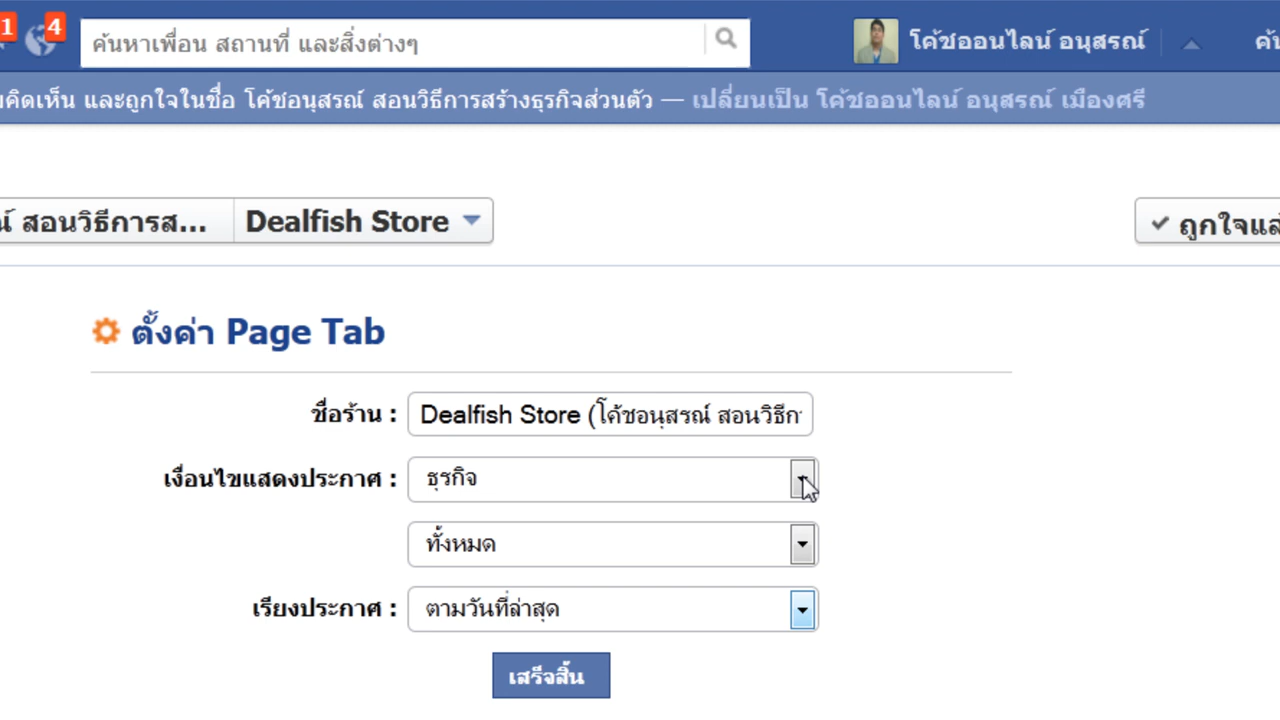 1
4
ค้นหาเพื่อน สถานที่ และสิ่งต่างๆ
โค้ชออนไลน์ อนุสรณ์
คิดเห็น และถูกใจในชื่อ โค้ชอนุสรณ์ สอนวิธีการสร้างธุรกิจส่วนตัว — เปลี่ยนเป็น โค้ชออนไลน์ อนุสรณ์ เมืองศรี
สอนวิธีการส...
Dealfish Store
✓ ถูกใจแล้
ตั้งค่า Page Tab
ชื่อร้าน : Dealfish Store (โค้ชอนุสรณ์ สอนวิธีก
เงื่อนไขแสดงประกาศ : ธุรกิจ
ทั้งหมด
เรียงประกาศ : ตามวันที่ล่าสุด
เสร็จสิ้น